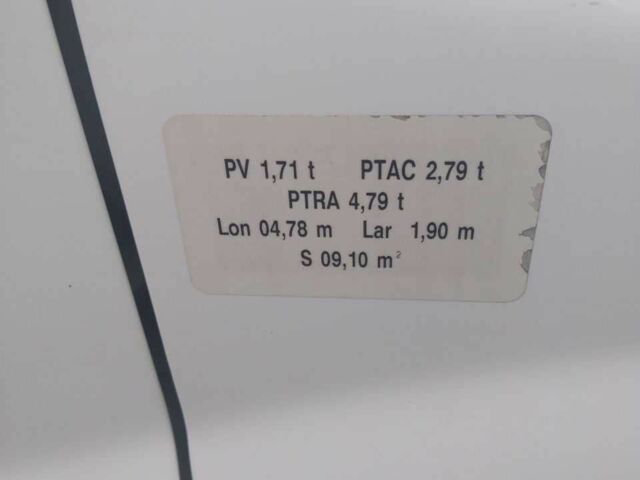 PV 1,71 t PTAC 2,79 t
PTRA 4,79 t
Lon 04,78 m Lar 1,90 m
S 09,10 m²